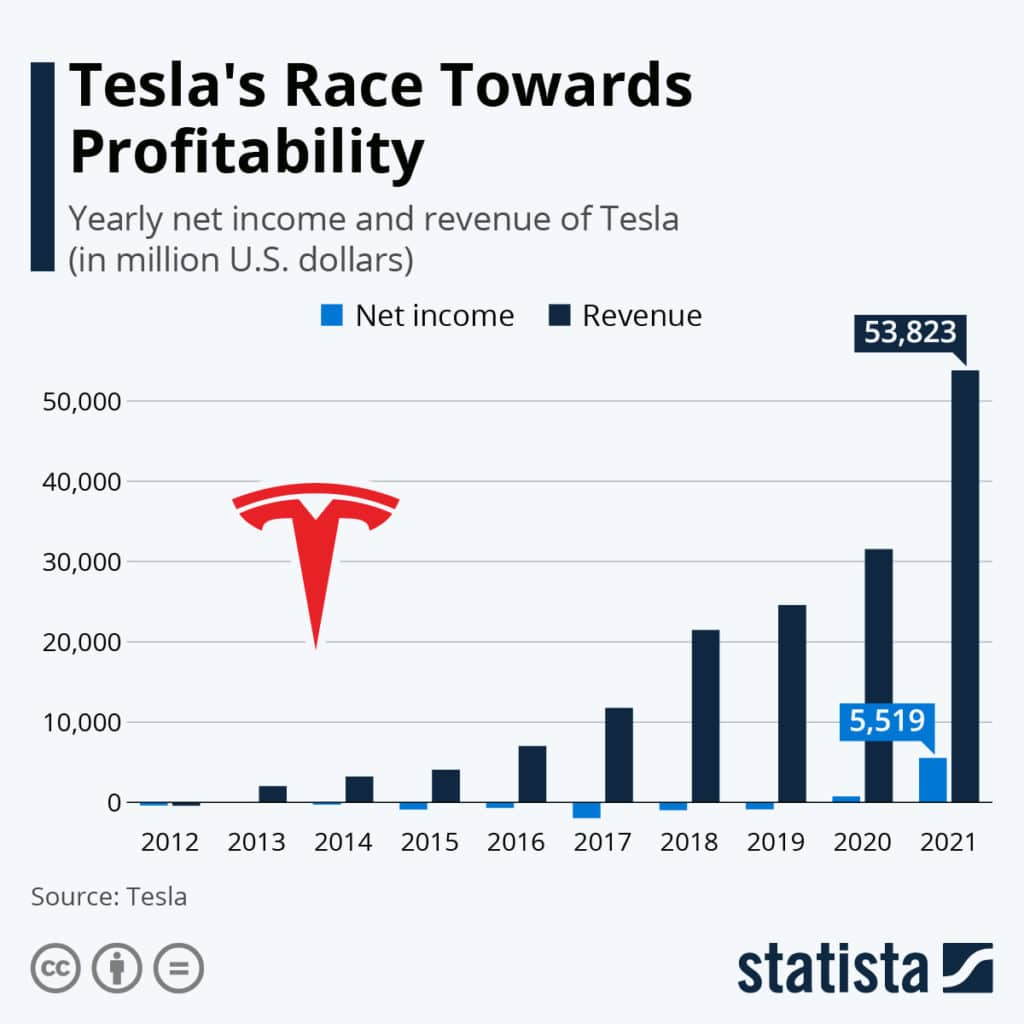 Tesla's Race Towards
Profitability
Yearly net income and revenue of Tesla
(in million U.S. dollars)
Net income Revenue
53,823
50,000
40,000
30,000
20,000
10,000
5,519
0
2012 2013 2014 2015 2016 2017 2018 2019 2020 2021
Source: Tesla
cc
statista